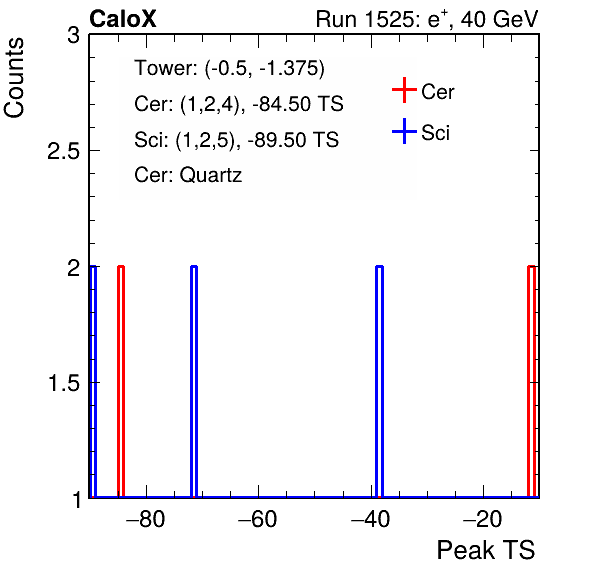 CaloX Run 1525: e+, 40 GeV
Counts
3
2.5
2
1.5
1
Tower: (-0.5, -1.375)
Cer: (1,2,4), -84.50 TS
Sci: (1,2,5), -89.50 TS
Cer: Quartz
Cer
Sci
−80 −60 −40 −20
Peak TS